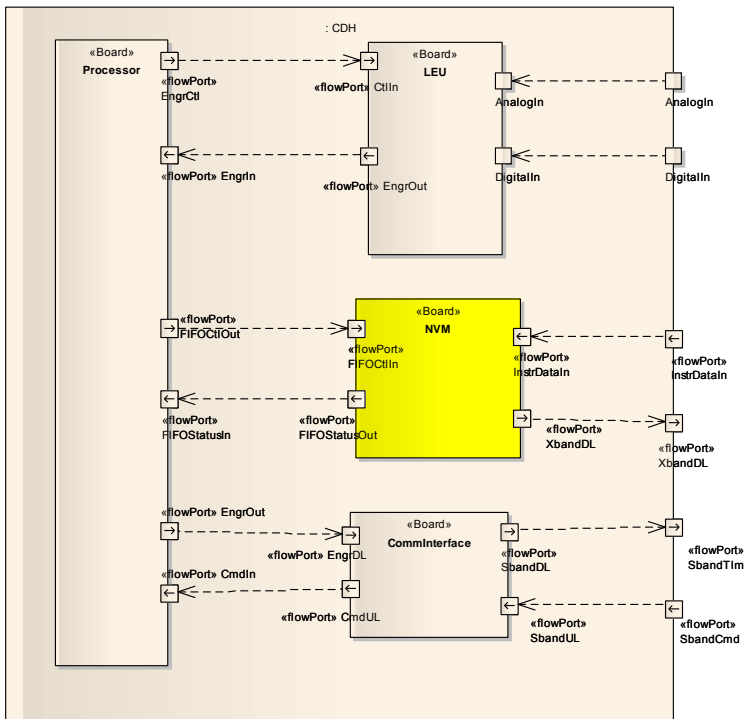 : CDH
«Board»
Processor
«Board»
LEU
«flowPort»
EngrCtl
«flowPort» CtlIn
AnalogIn
AnalogIn
«flowPort» EngrIn
«flowPort» EngrOut
DigitalIn
DigitalIn
«Board»
NVM
«flowPort»
FIFOCtlOut
«flowPort»
FIFOCtlIn
«flowPort»
InstrDataIn
«flowPort»
InstrDataIn
«flowPort»
FIFOStatusIn
«flowPort»
FIFOStatusOut
«flowPort»
XbandDL
«flowPort»
XbandDL
«flowPort» EngrOut
«Board»
CommInterface
«flowPort» EngrDL
«flowPort»
SbandDL
«flowPort»
SbandTlm
«flowPort» CmdIn
«flowPort» CmdUL
«flowPort»
SbandUL
«flowPort»
SbandCmd